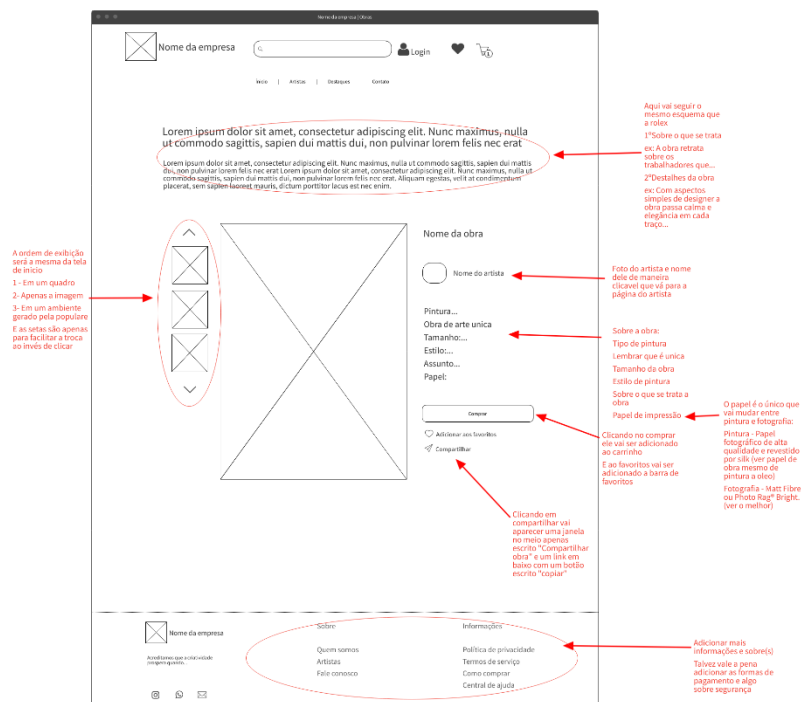 Nome da empresa | Obras
Nome da empresa
Login
1
Início | Artistas | Destaques Contato
Lorem ipsum dolor sit amet, consectetur adipiscing elit. Nunc maximus, nulla
ut commodo sagittis, sapien dui mattis dui, non pulvinar lorem felis nec erat
Lorem ipsum dolor sit amet, consectetur adipiscing elit. Nunc maximus, nulla ut commodo sagittis, sapien dui mattis
dui, non pulvinar lorem felis nec erat Lorem ipsum dolor sit amet, consectetur adipiscing elit. Nunc maximus, nulla ut
commodo sagittis, sapien dui mattis dui, non pulvinar lorem felis nec erat. Aliquam egestas, velit at condimentum
placerat, sem sapien laoreet mauris, dictum porttitor lacus est nec enim.
Aqui vai seguir o
mesmo esquema que
a rolex
1ºSobre o que se trata
ex: A obra retrata
sobre os
trabalhadores que...
2ºDestalhes da obra
ex: Com aspectos
simples de designer a
obra passa calma e
elegância em cada
traço...
A ordem de exibição
será a mesma da tela
de inicio
1 - Em um quadro
2- Apenas a imagem
3- Em um ambiente
gerado pela populare
E as setas são apenas
para facilitar a troca
ao invés de clicar
Nome da obra
Nome do artista
Foto do artista e nome
dele de maneira
clicavel que vá para a
página do artista
Pintura...
Obra de arte unica
Tamanho:...
Estilo:...
Assunto...
Papel:
Sobre a obra:
Tipo de pintura
Lembrar que é unica
Tamanho da obra
Estilo de pintura
Sobre o que se trata a
obra
Papel de impressão
O papel é o único que
vai mudar entre
pintura e fotografia:
Pintura - Papel
fotográfico de alta
qualidade e revestido
por silk (ver papel de
obra mesmo de
pintura a oleo)
Fotografia - Matt Fibre
ou Photo Rag® Bright.
(ver o melhor)
Comprar
Adicionar aos favoritos
Compartilhar
Clicando no comprar
ele vai ser adicionado
ao carrinho
E ao favoritos vai ser
adicionado a barra de
favoritos
Clicando em
compartilhar vai
aparecer uma janela
no meio apenas
escrito "Compartilhar
obra" e um link em
baixo com um botão
escrito "copiar"
Nome da empresa
Acreditamos que a criatividade
Sobre
Quem somos
Artistas
Fale conosco
Informações
Política de privacidade
Termos de serviço
Como comprar
Central de ajuda
Adicionar mais
informações e sobre(s)
Talvez vale a pena
adicionar as formas de
pagamento e algo
sobre segurança